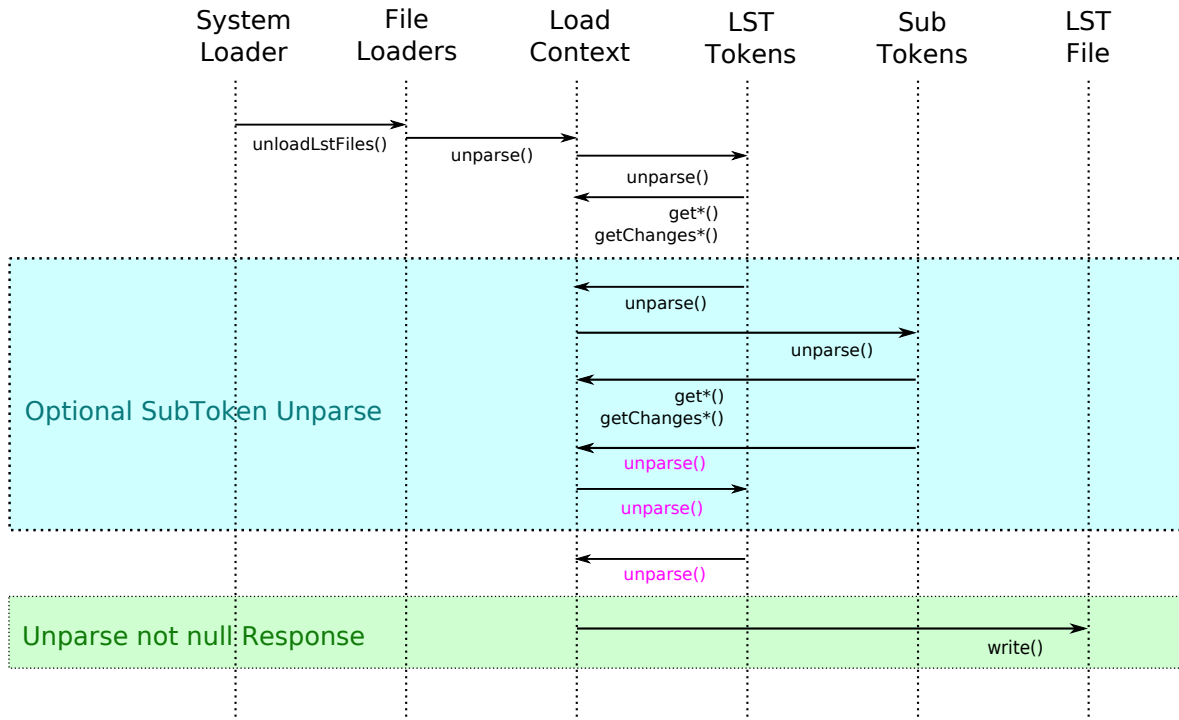 System
Loader
File
Loaders
Load
Context
LST
Tokens
Sub
Tokens
LST
File
unloadLstFiles()
unparse()
unparse()
get*()
getChanges*()
unparse()
unparse()
get*()
Optional SubToken Unparse
getChanges*()
unparse()
unparse()
unparse()
Unparse not null Response
write()